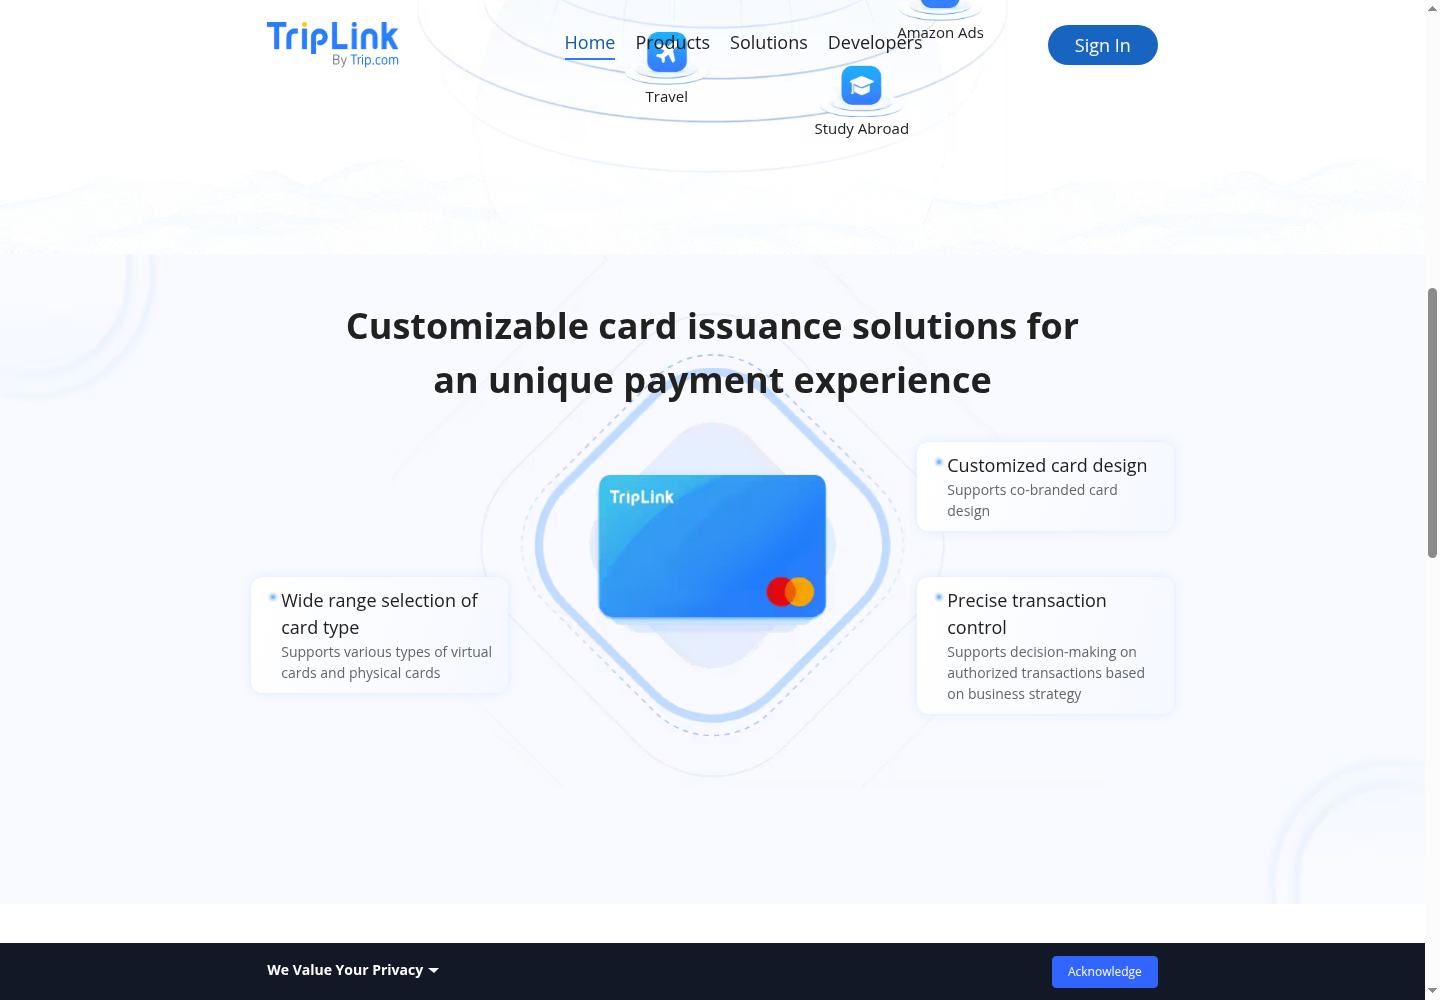 TripLink
By Trip.com
Home
Products
Solutions
Developers
Amazon Ads
Sign In
Travel
Study Abroad
Customizable card issuance solutions for
an unique payment experience
TripLink
Customized card design
Supports co-branded card
design
Wide range selection of
card type
Supports various types of virtual
cards and physical cards
Precise transaction
control
Supports decision-making on
authorized transactions based
on business strategy
We Value Your Privacy
Acknowledge